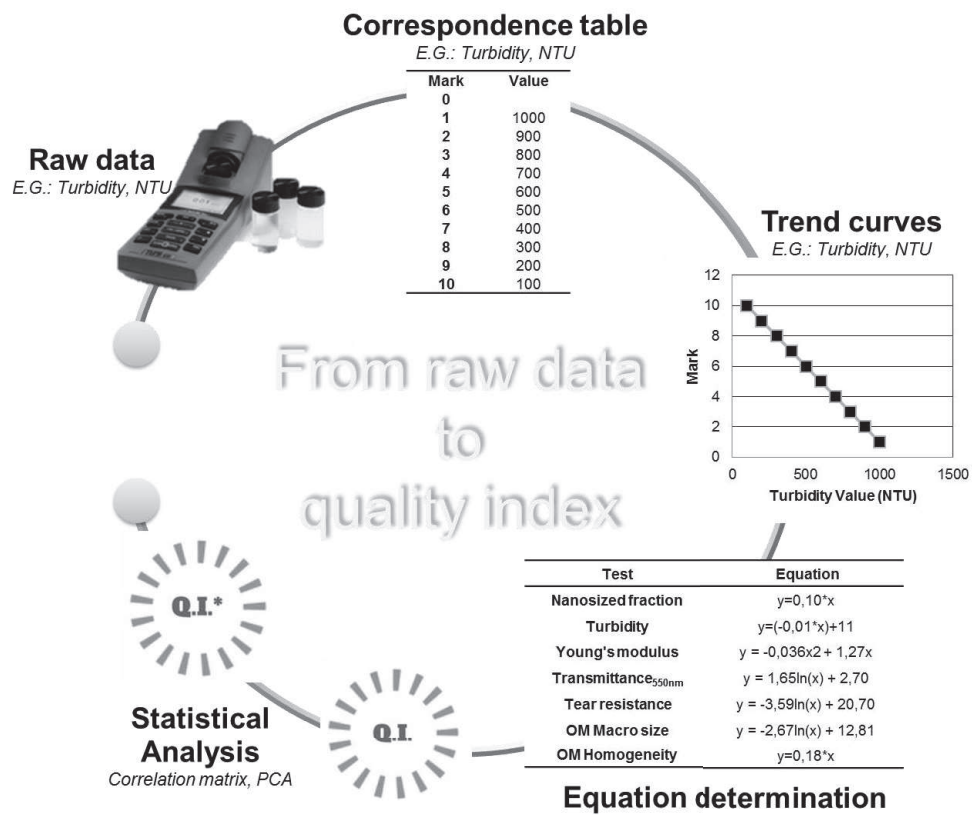 Correspondence table
E.G.: Turbidity, NTU
Mark Value
0
1 1000
2 900
3 800
4 700
5 600
6 500
7 400
8 300
9 200
10 100
Raw data
E.G.: Turbidity, NTU
Trend curves
E.G.: Turbidity, NTU
12
10
8
6
4
2
0
Mark
0 500 1000 1500
Turbidity Value (NTU)
From raw data
to
quality index
Test Equation
Nanosized fraction y=0,10*x
Turbidity y=(-0,01*x)+11
Young's modulus y = -0,036x2 + 1,27x
Transmittance550nm y = 1,65ln(x) + 2,70
Tear resistance y = -3,59ln(x) + 20,70
OM Macro size y = -2,67ln(x) + 12,81
OM Homogeneity y=0,18*x
Equation determination
Q.I.
Q.I.*
Statistical
Analysis
Correlation matrix, PCA